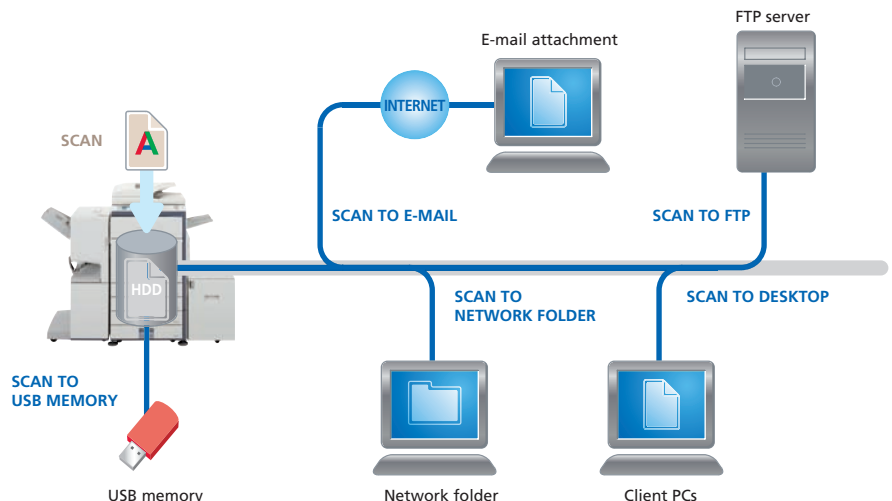 FTP server
E-mail attachment
INTERNET
SCAN
A
SCAN TO E-MAIL
SCAN TO FTP
HDD
SCAN TO
NETWORK FOLDER
SCAN TO DESKTOP
SCAN TO
USB MEMORY
USB memory
Network folder
Client PCs